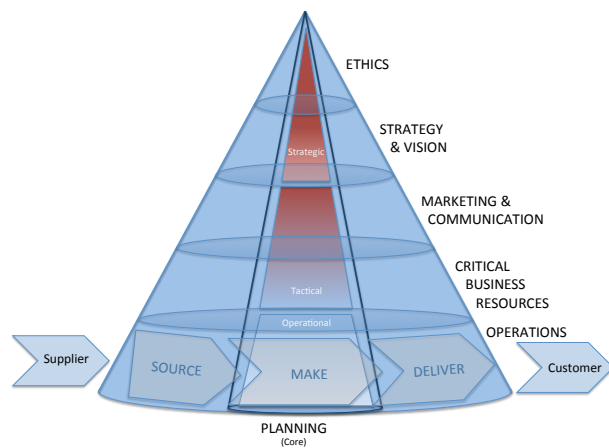 ETHICS
STRATEGY
& VISION
Strategic
MARKETING &
COMMUNICATION
CRITICAL
BUSINESS
RESOURCES
Tactical
Operational
OPERATIONS
Supplier
SOURCE
MAKE
DELIVER
Customer
PLANNING
(Core)